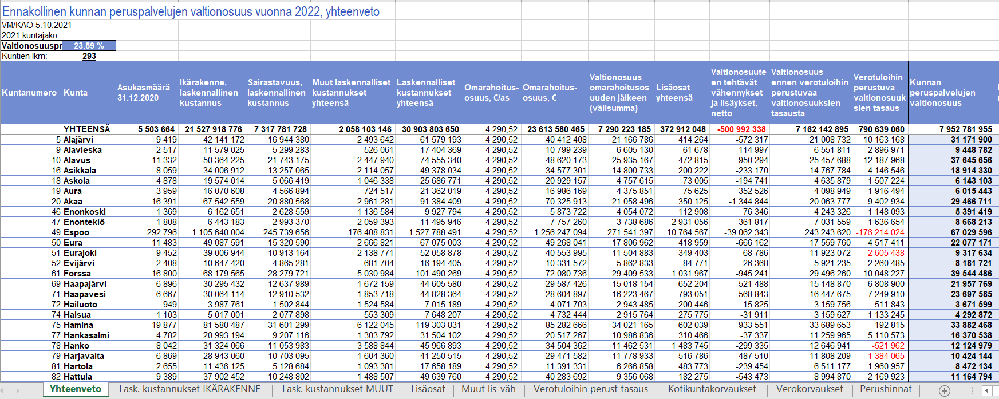 Ennakollinen kunnan peruspalvelujen valtionosuus vuonna 2022, yhteenveto
VM/KAO 5.10.2021
2021 kuntajako
Valtionosuuspr 23,59 %
Kuntien lkm: 293
Kuntanumero Kunta Asukasmäärä 31.12.2020 Ikärakenne, laskennallinen kustannus Sairastavuus, laskennallinen kustannus Muut laskennalliset kustannukset yhteensä Laskennalliset kustannukset yhteensä Omarahoitus-osuus, €/as Omarahoitus-osuus, € Valtionosuus omarahoitusos uuden jälkeen (välisumma) Lisäosat yhteensä Valtionosuute en tehtävät vähennykset ja lisäykset, netto Valtionosuus ennen verotuloihin perustuvaa valtionosuuksien tasausta Verotuloihin perustuva valtionosuuk sien tasaus Kunnan peruspalvelujen valtionosuus
YHTEENSÄ 5 503 664 21 527 918 776 7 317 781 728 2 058 103 146 30 903 803 650 4 290,52 23 613 580 465 7 290 223 185 372 912 048 -500 992 338 7 162 142 895 790 639 060 7 952 781 955
5 Alajärvi 9 419 42 141 172 16 944 380 2 493 642 61 579 193 4 290,52 40 412 408 21 166 786 414 264 -572 317 21 008 732 10 163 168 31 171 900
9 Alavieska 2 517 11 579 025 5 299 283 526 061 17 404 369 4 290,52 10 799 239 6 605 130 61 678 -114 997 6 551 811 2 896 971 9 448 782
10 Alavus 11 332 50 364 225 21 743 175 2 447 940 74 555 340 4 290,52 48 620 173 25 935 167 472 815 -950 294 25 457 688 12 187 968 37 645 656
16 Asikkala 8 059 34 006 912 13 257 065 2 114 057 49 378 034 4 290,52 34 577 301 14 800 733 200 222 -233 170 14 767 784 4 146 546 18 914 330
18 Askola 4 878 19 574 014 5 066 419 1 046 338 25 686 771 4 290,52 20 929 157 4 757 615 73 005 -194 741 4 635 879 1 507 224 6 143 103
19 Aura 3 959 16 070 608 4 566 894 724 517 21 362 019 4 290,52 16 986 169 4 375 851 75 625 -352 526 4 098 949 1 916 494 6 015 443
20 Akaa 16 391 67 542 559 20 880 568 2 961 281 91 384 409 4 290,52 70 325 913 21 058 496 350 125 -1 344 844 20 063 777 9 402 934 29 466 711
46 Enonkoski 1 369 6 162 651 2 628 559 1 136 584 9 927 794 4 290,52 5 873 722 4 054 072 112 908 76 346 4 243 326 1 148 093 5 391 419
47 Enontekiö 1 808 6 443 183 2 993 370 2 059 393 11 495 946 4 290,52 7 757 260 3 738 686 2 931 056 361 817 7 031 559 1 636 654 8 668 213
49 Espoo 292 796 1 105 640 004 245 739 656 176 408 831 1 527 788 491 4 290,52 1 256 247 094 271 541 397 10 764 567 -39 062 343 243 243 620 -176 214 024 67 029 596
50 Eura 11 483 49 087 591 15 320 590 2 666 821 67 075 003 4 290,52 49 268 041 17 806 962 418 959 -666 162 17 559 760 4 517 411 22 077 171
51 Eurajoki 9 452 39 006 944 10 913 164 2 138 771 52 058 878 4 290,52 40 553 995 11 504 883 349 403 68 786 11 923 072 -2 605 438 9 317 634
52 Evijärvi 2 408 10 647 420 4 865 281 681 704 16 194 405 4 290,52 10 331 572 5 862 833 84 771 -26 368 5 921 235 2 260 485 8 181 721
61 Forssa 16 800 68 179 565 28 279 721 5 030 984 101 490 269 4 290,52 72 080 736 29 409 533 1 031 967 -945 241 29 496 260 10 048 227 39 544 486
69 Haapajärvi 6 896 30 295 432 12 637 989 1 672 159 44 605 580 4 290,52 29 587 426 15 018 154 652 204 -521 488 15 148 870 6 808 900 21 957 769
71 Haapavesi 6 667 30 064 114 12 910 532 1 853 718 44 828 364 4 290,52 28 604 897 16 223 467 793 051 -568 843 16 447 675 7 249 910 23 697 585
72 Hailuoto 949 3 987 761 1 502 844 1 524 584 7 015 189 4 290,52 4 071 703 2 943 485 200 446 15 825 3 159 756 511 843 3 671 599
74 Halsua 1 103 5 017 001 2 077 898 553 309 7 648 207 4 290,52 4 732 444 2 915 764 275 775 -31 911 3 159 627 1 133 245 4 292 872
75 Hamina 19 877 81 580 487 31 601 299 6 122 045 119 303 831 4 290,52 85 282 666 34 021 165 602 039 -933 551 33 689 653 192 815 33 882 468
77 Hankasalmi 4 782 20 993 194 9 207 116 1 303 792 31 504 102 4 290,52 20 517 267 10 986 836 310 466 -37 337 11 259 965 5 110 573 16 370 538
78 Hanko 8 042 31 324 066 11 053 983 3 588 844 45 966 893 4 290,52 34 504 362 11 462 531 1 483 745 -299 335 12 646 941 -521 962 12 124 979
79 Harjavalta 6 869 28 943 060 10 703 095 1 604 360 41 250 515 4 290,52 29 471 582 11 778 933 516 786 -487 510 11 808 209 -1 384 065 10 424 144
81 Hartola 2 655 11 436 125 5 128 684 1 093 381 17 658 189 4 290,52 11 391 331 6 266 858 483 773 -239 454 6 511 177 1 960 957 8 472 134
82 Hattula 9 389 37 902 452 10 248 802 1 488 507 49 639 760 4 290,52 40 283 692 9 356 068 182 275 -543 473 8 994 870 2 169 923 11 164 794
Yhteenveto Lask. kustannukset IKÄRAKENNE Lask. kustannukset MUUT Lisäosat Muut lis_väh Verotuloihin perust tasaus Kotikuntakorvaukset Verokorvaukset Perushinnat